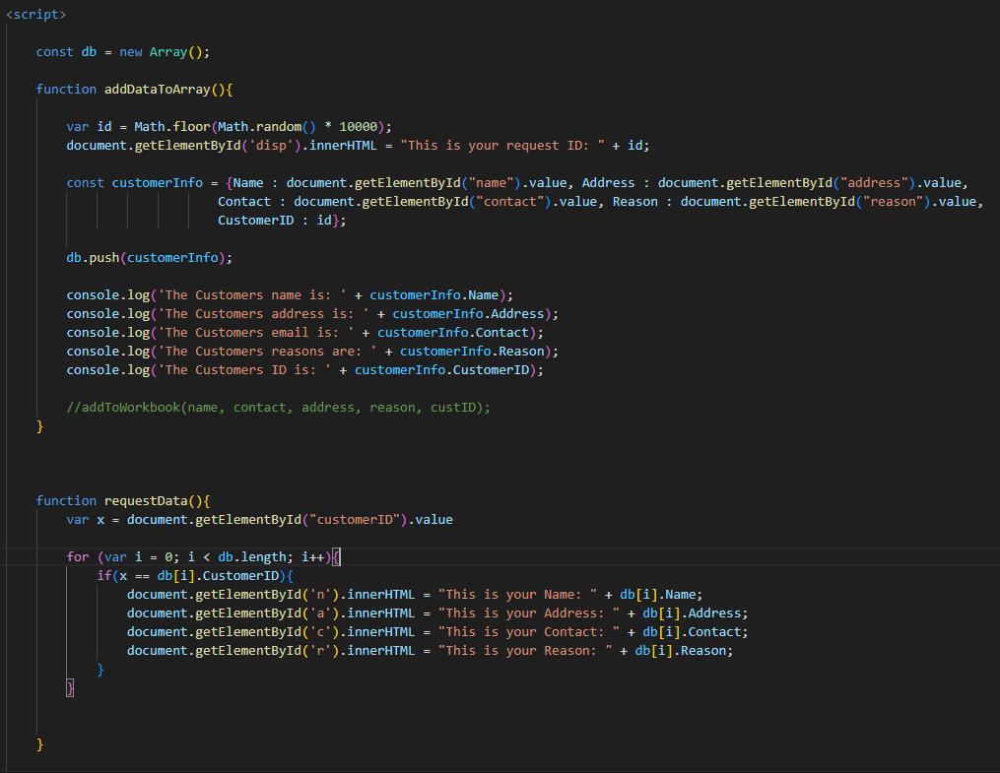 <script>
const db = new Array();
function addDataToArray(){
var id = Math.floor(Math.random() * 10000);
document.getElementById('disp').innerHTML = "This is your request ID: " + id;
const customerInfo = {Name : document.getElementById("name").value, Address : document.getElementById("address").value,
Contact : document.getElementById("contact").value, Reason : document.getElementById("reason").value,
CustomerID : id};
db.push(customerInfo);
console.log('The Customers name is: ' + customerInfo.Name);
console.log('The Customers address is: ' + customerInfo.Address);
console.log('The Customers email is: ' + customerInfo.Contact);
console.log('The Customers reasons are: ' + customerInfo.Reason);
console.log('The Customers ID is: ' + customerInfo.CustomerID);
//addToWorkbook(name, contact, address, reason, custID);
}
function requestData(){
var x = document.getElementById("customerID").value
for (var i = 0; i < db.length; i++){
if(x == db[i].CustomerID){
document.getElementById('n').innerHTML = "This is your Name: " + db[i].Name;
document.getElementById('a').innerHTML = "This is your Address: " + db[i].Address;
document.getElementById('c').innerHTML = "This is your Contact: " + db[i].Contact;
document.getElementById('r').innerHTML = "This is your Reason: " + db[i].Reason;
}
}
}